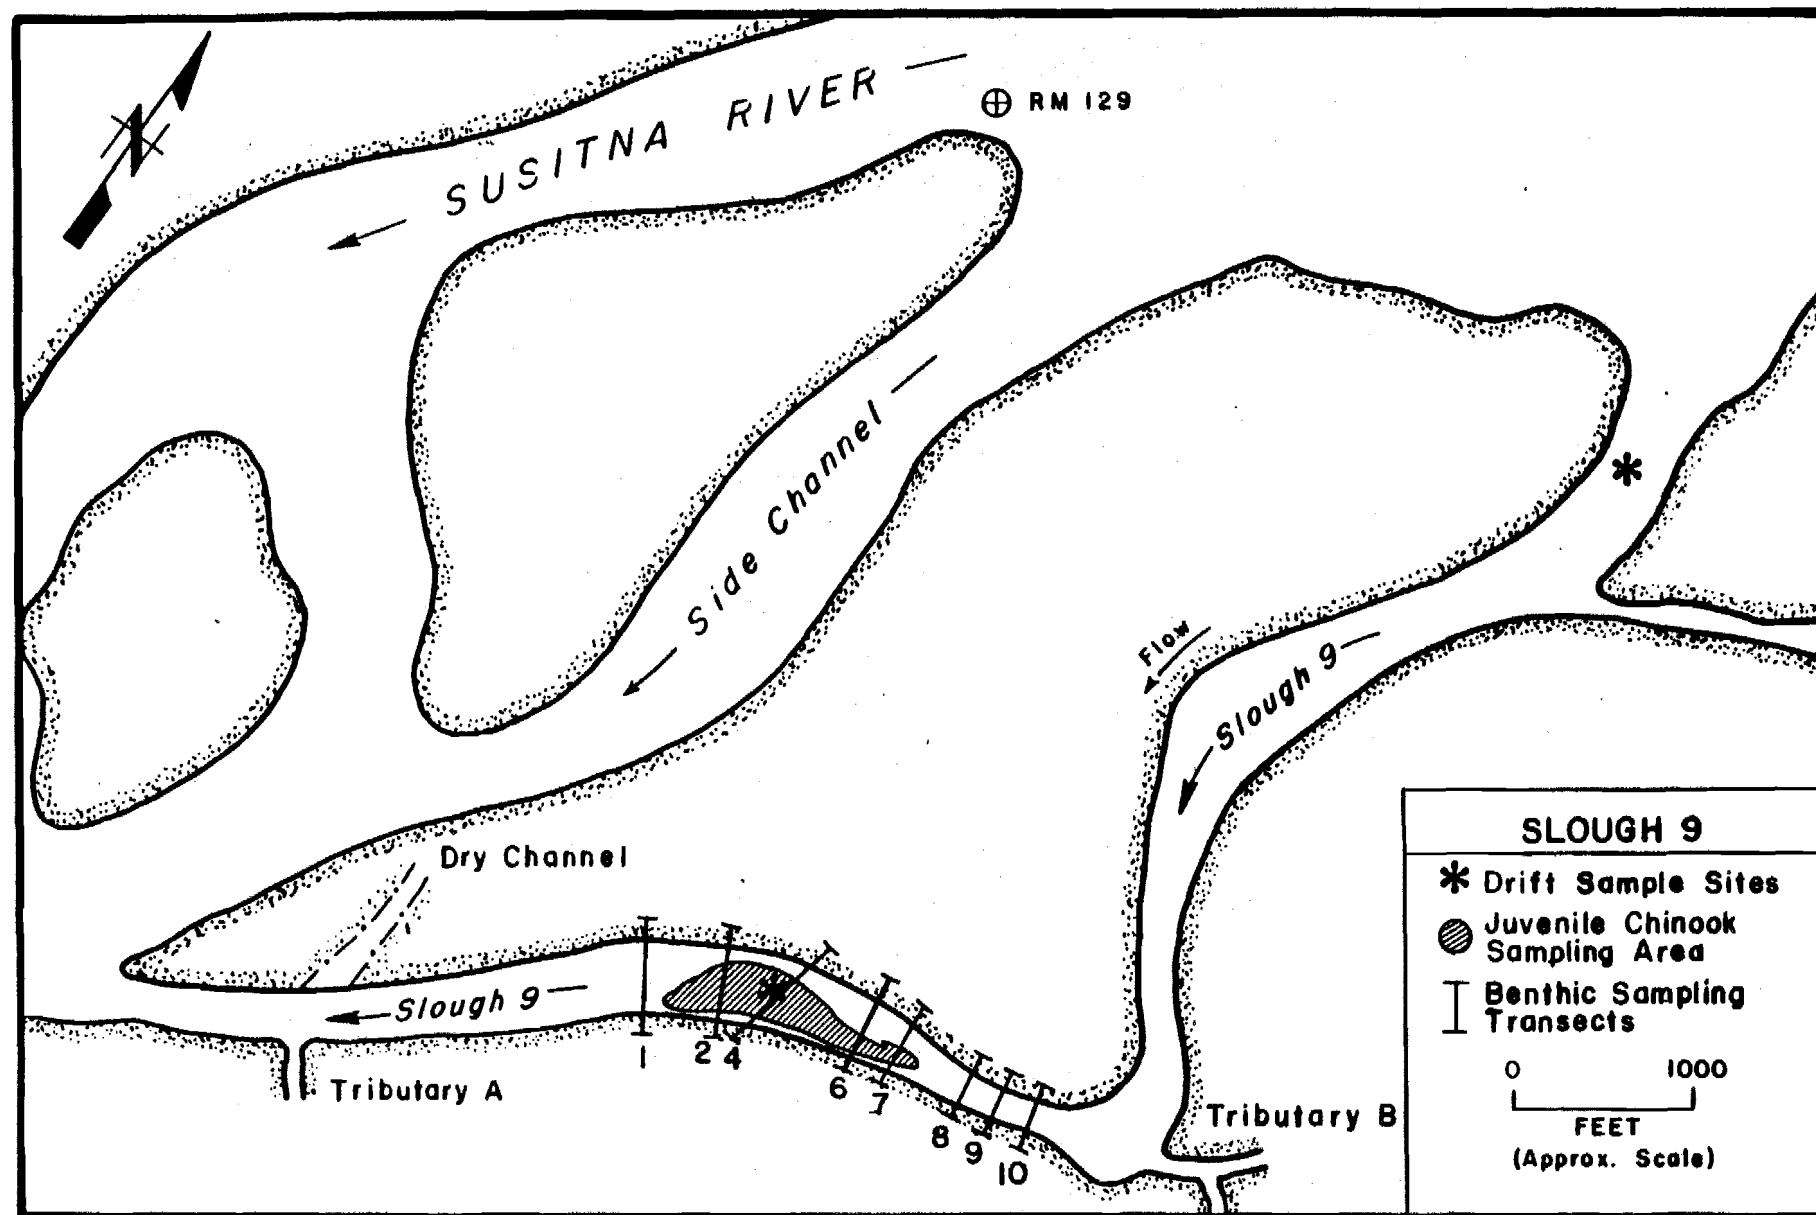 SUSITNA RIVER
RM 129
Side Channel
Flow
Slough 9
Dry Channel
Slough 9
1
2
4
6
7
8
9
10
Tributary A
Tributary B
SLOUGH 9
Drift Sample Sites
Juvenile Chinook
Sampling Area
Benthic Sampling
Transects
0 1000
FEET
(Approx. Scale)